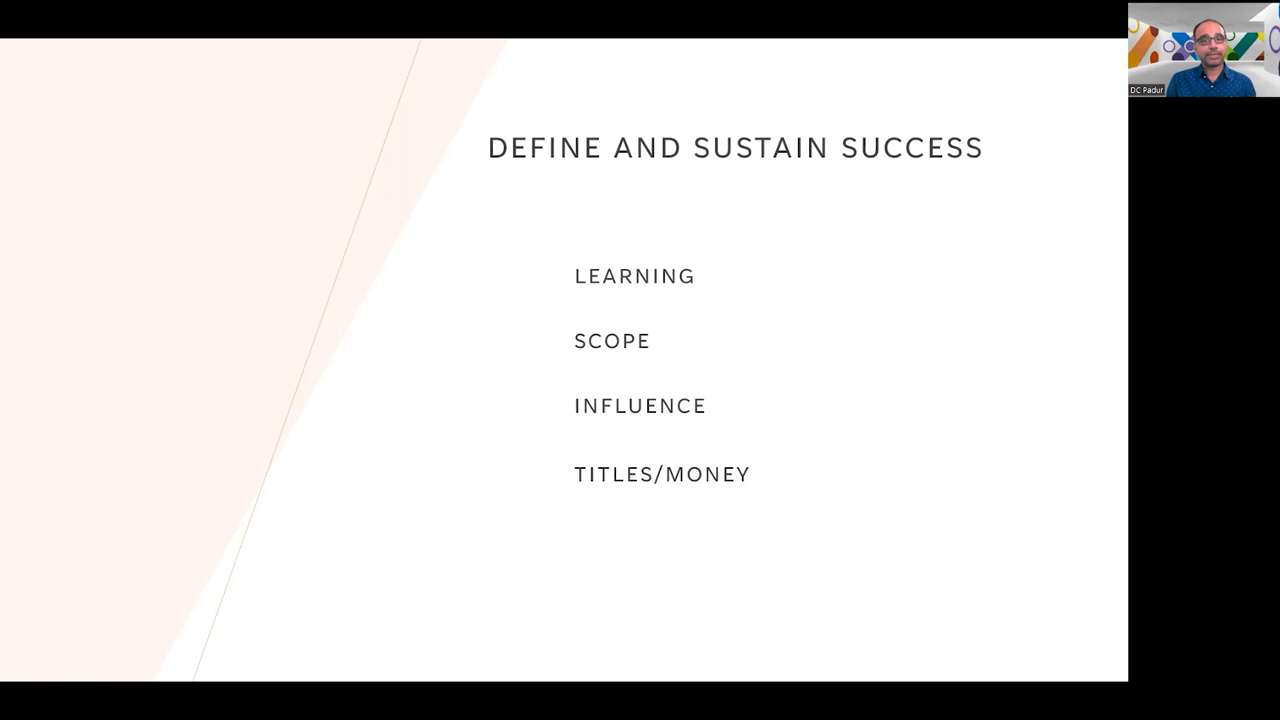 DEFINE AND SUSTAIN SUCCESS
LEARNING
SCOPE
INFLUENCE
TITLES/MONEY
DC Padur